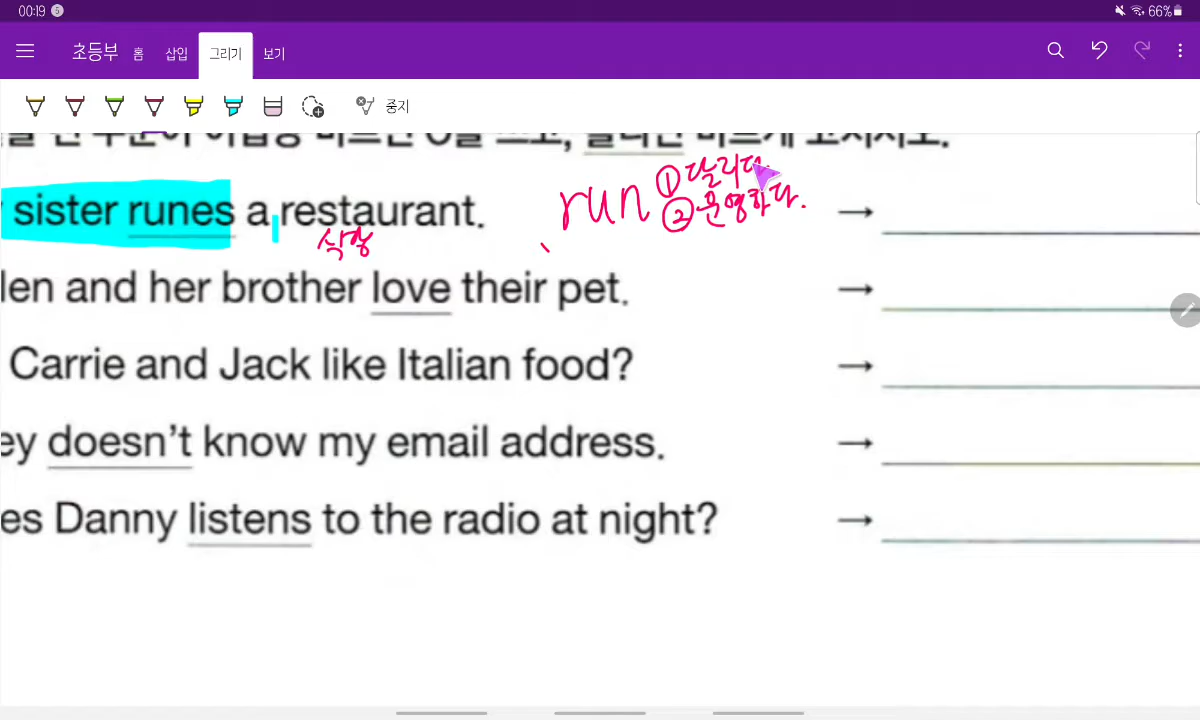 00:19 5 66%
초등부 홈 삽입 그리기 보기
중지
run ① 달리다.
② 운영하다.
sister runes a restaurant. →
식당
len and her brother love their pet. →
Carrie and Jack like Italian food? →
ey doesn't know my email address. →
es Danny listens to the radio at night? →